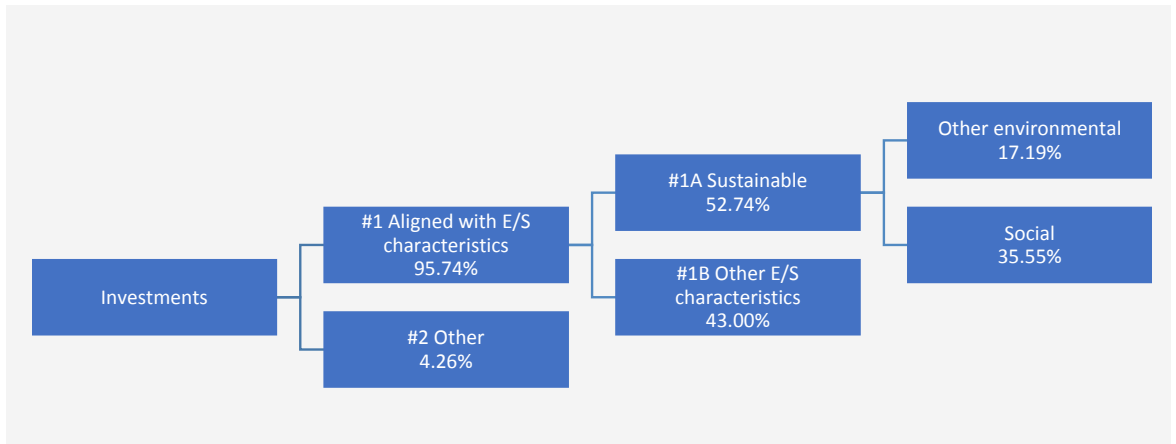 Investments
#1 Aligned with E/S
characteristics
95.74%
#2 Other
4.26%
#1A Sustainable
52.74%
#1B Other E/S
characteristics
43.00%
Other environmental
17.19%
Social
35.55%